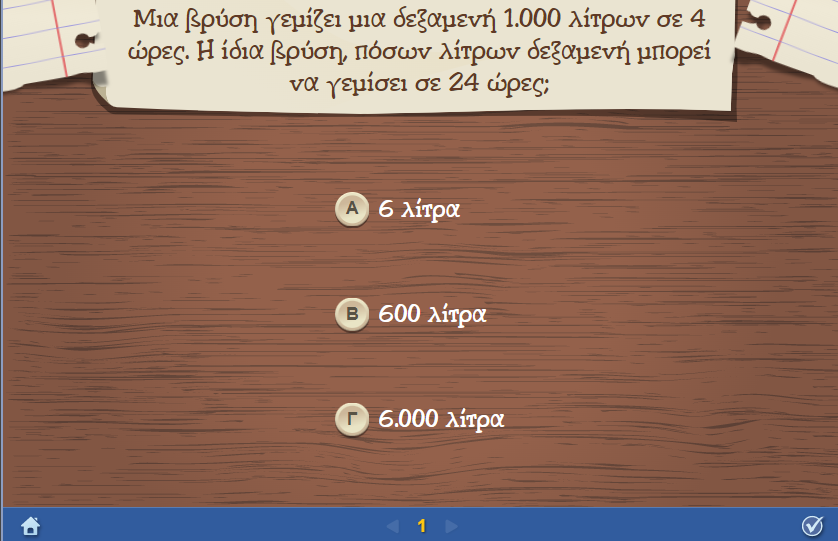 Μια βρύση γεμίζει μια δεξαμενή 1.000 λίτρων σε 4
ώρες. Η ίδια βρύση, πόσων λίτρων δεξαμενή μπορεί
να γεμίσει σε 24 ώρες;
Α 6 λίτρα
Β 600 λίτρα
Γ 6.000 λίτρα
1